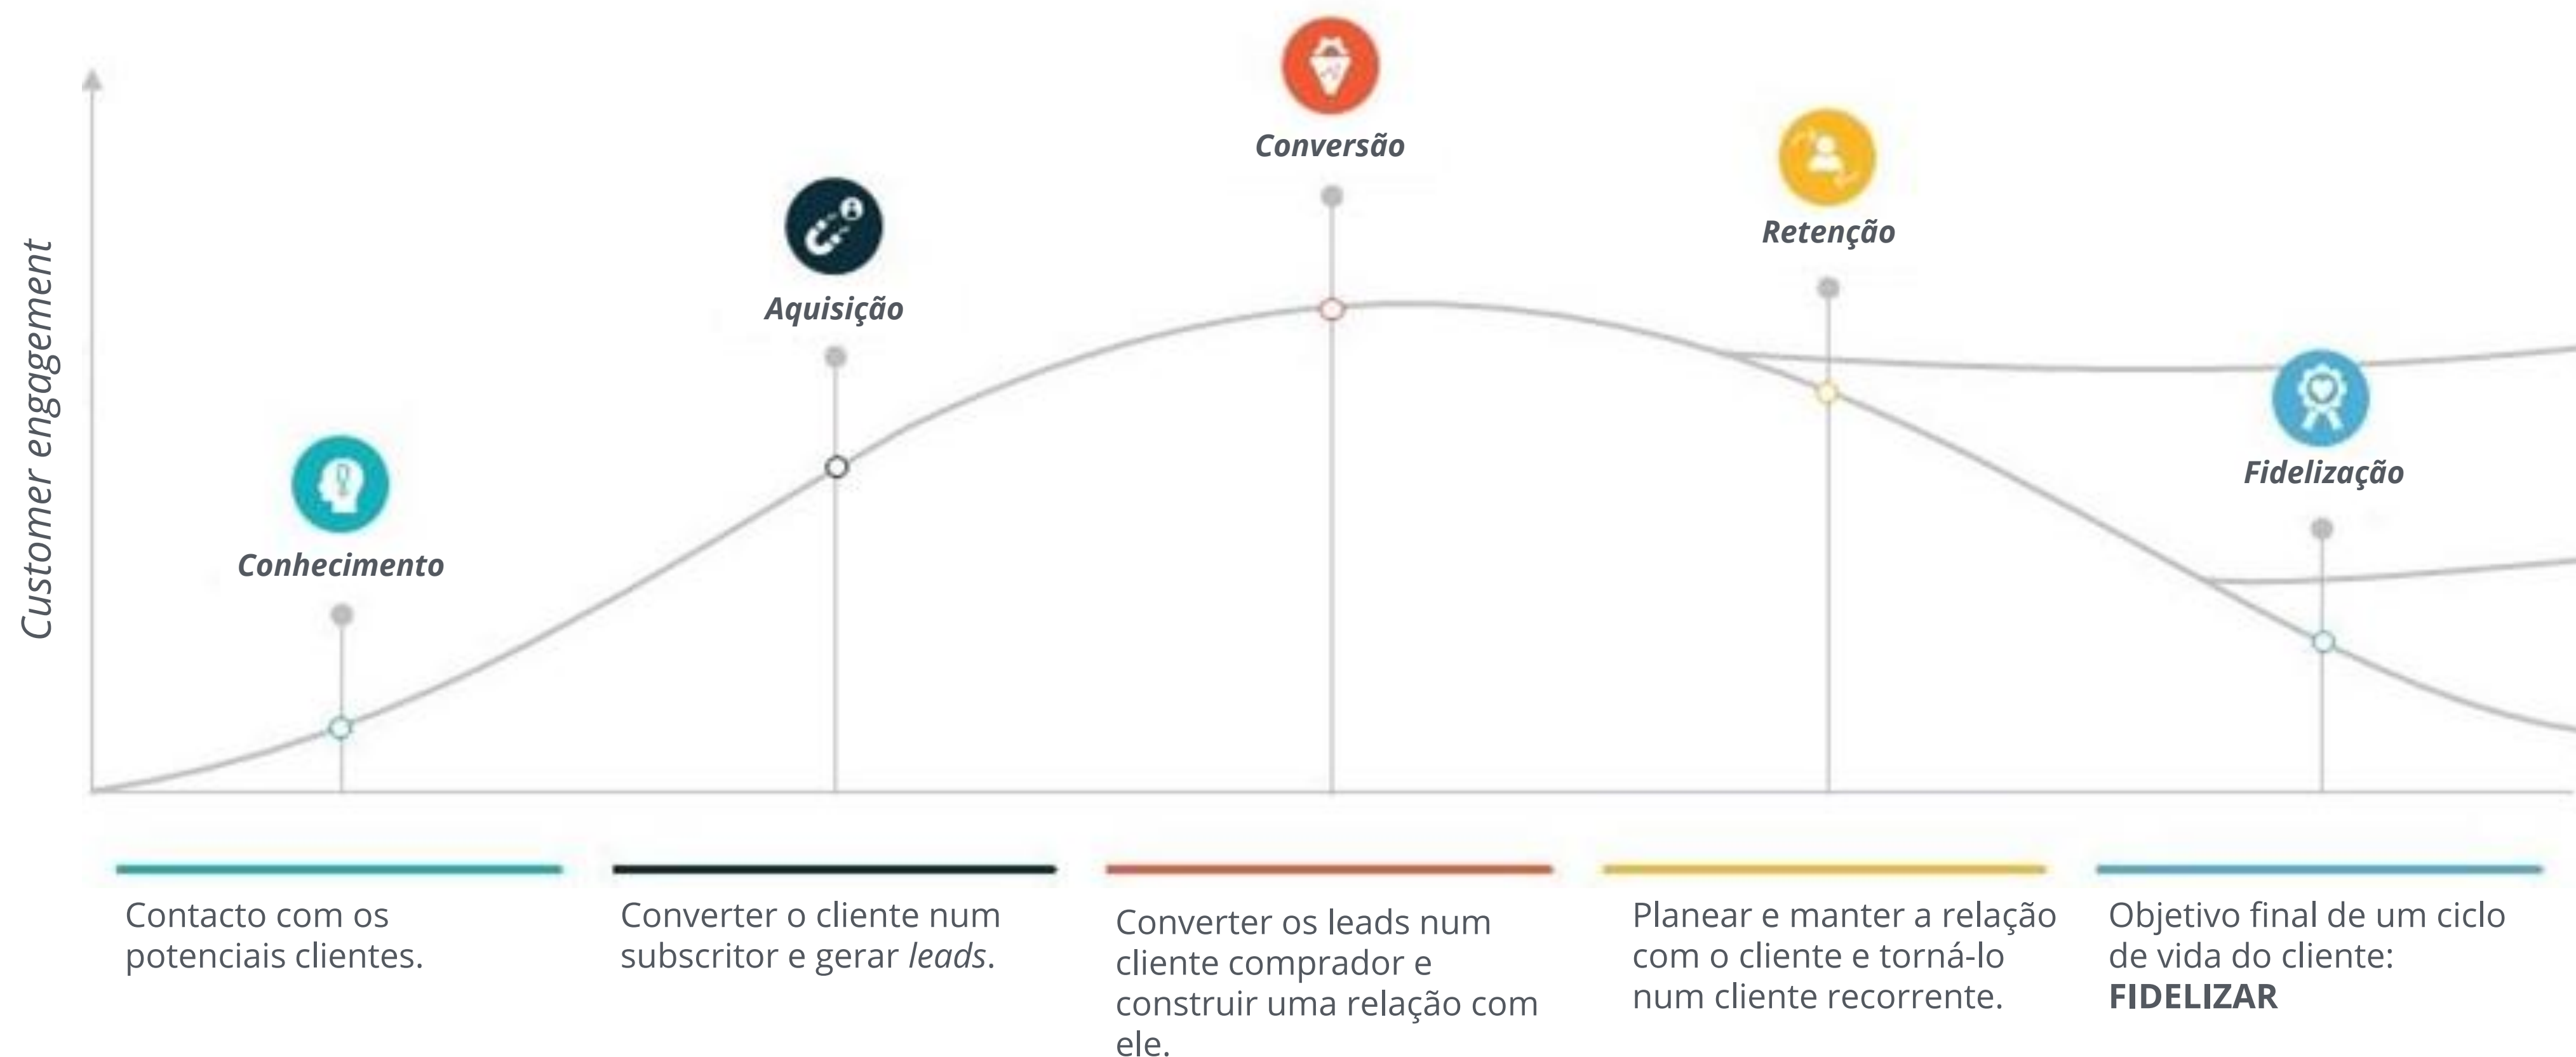 Customer engagement
Conhecimento
Aquisição
Conversão
Retenção
Fidelização
Contacto com os
potenciais clientes.
Converter o cliente num
subscritor e gerar leads.
Converter os leads num
cliente comprador e
construir uma relação com
ele.
Planear e manter a relação
com o cliente e torná-lo
num cliente recorrente.
Objetivo final de um ciclo
de vida do cliente:
FIDELIZAR